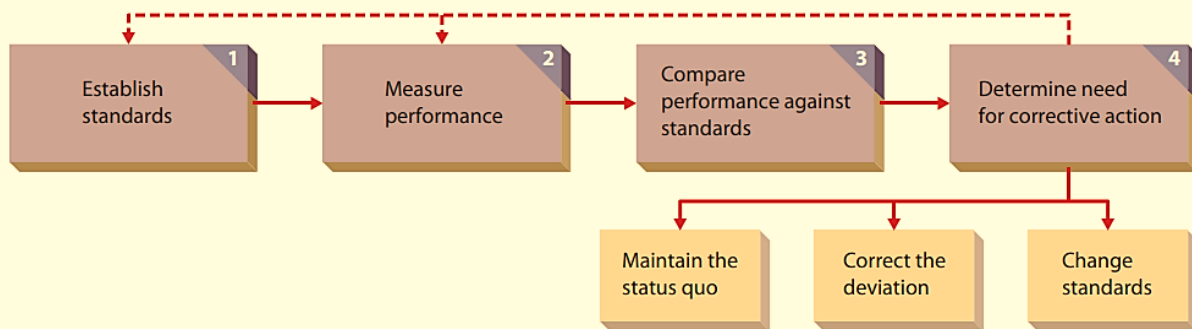 1
Establish
standards
2
Measure
performance
3
Compare
performance against
standards
4
Determine need
for corrective action
Maintain the
status quo
Correct the
deviation
Change
standards